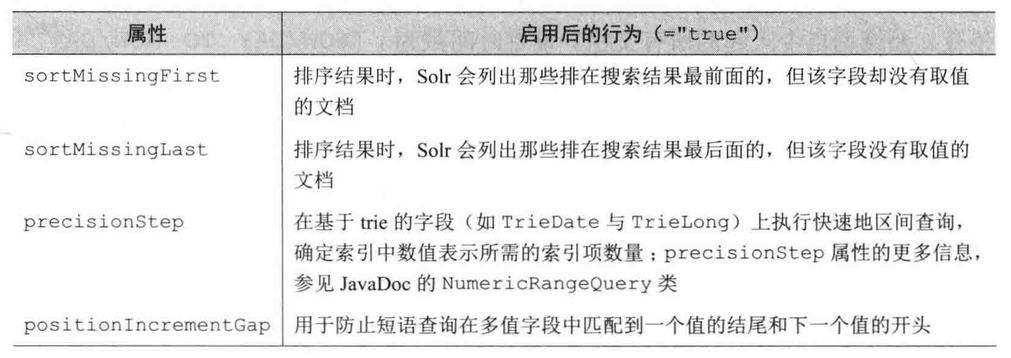 属性 启用后的行为（="true"）
sortMissingFirst 排序结果时，Solr 会列出那些排在搜索结果最前面的，但该字段却没有取值
的文档
sortMissingLast 排序结果时，Solr 会列出那些排在搜索结果最后面的，但该字段没有取值的
文档
precisionStep 在基于 trie 的字段（如 TrieDate 与 TrieLong）上执行快速地区间查询，
确定索引中数值表示所需的索引项数量；precisionStep 属性的更多信息，
参见 JavaDoc 的 NumericRangeQuery 类
positionIncrementGap 用于防止短语查询在多值字段中匹配到一个值的结尾和下一个值的开头